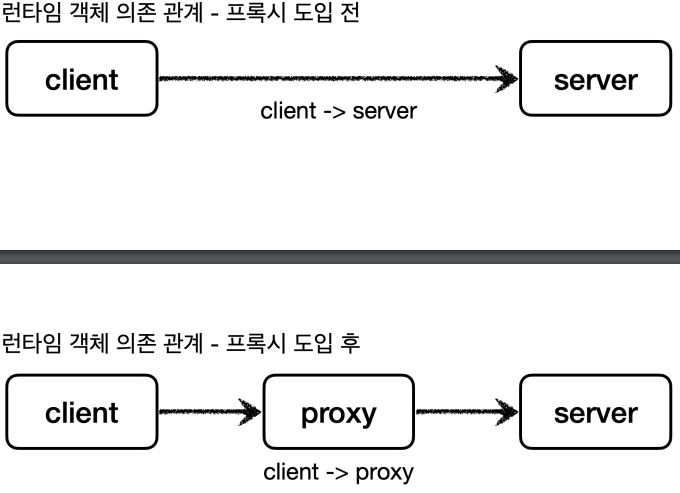 런타임 객체 의존 관계 - 프록시 도입 전
client
server
client -> server
런타임 객체 의존 관계 - 프록시 도입 후
client
proxy
server
client -> proxy